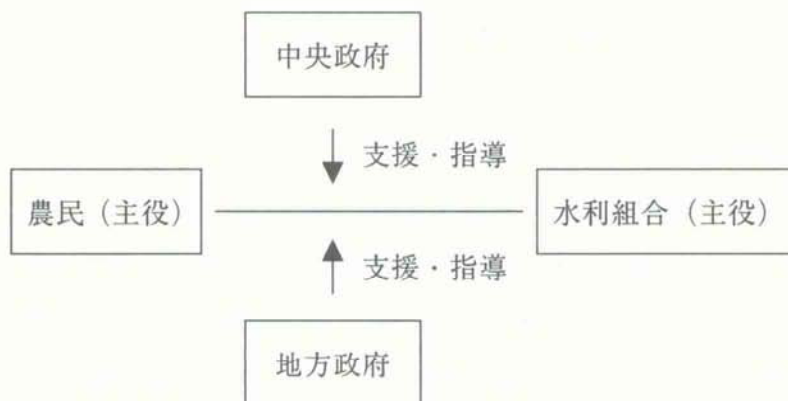 中央政府
支援・指導
農民（主役）
水利組合（主役）
支援・指導
地方政府